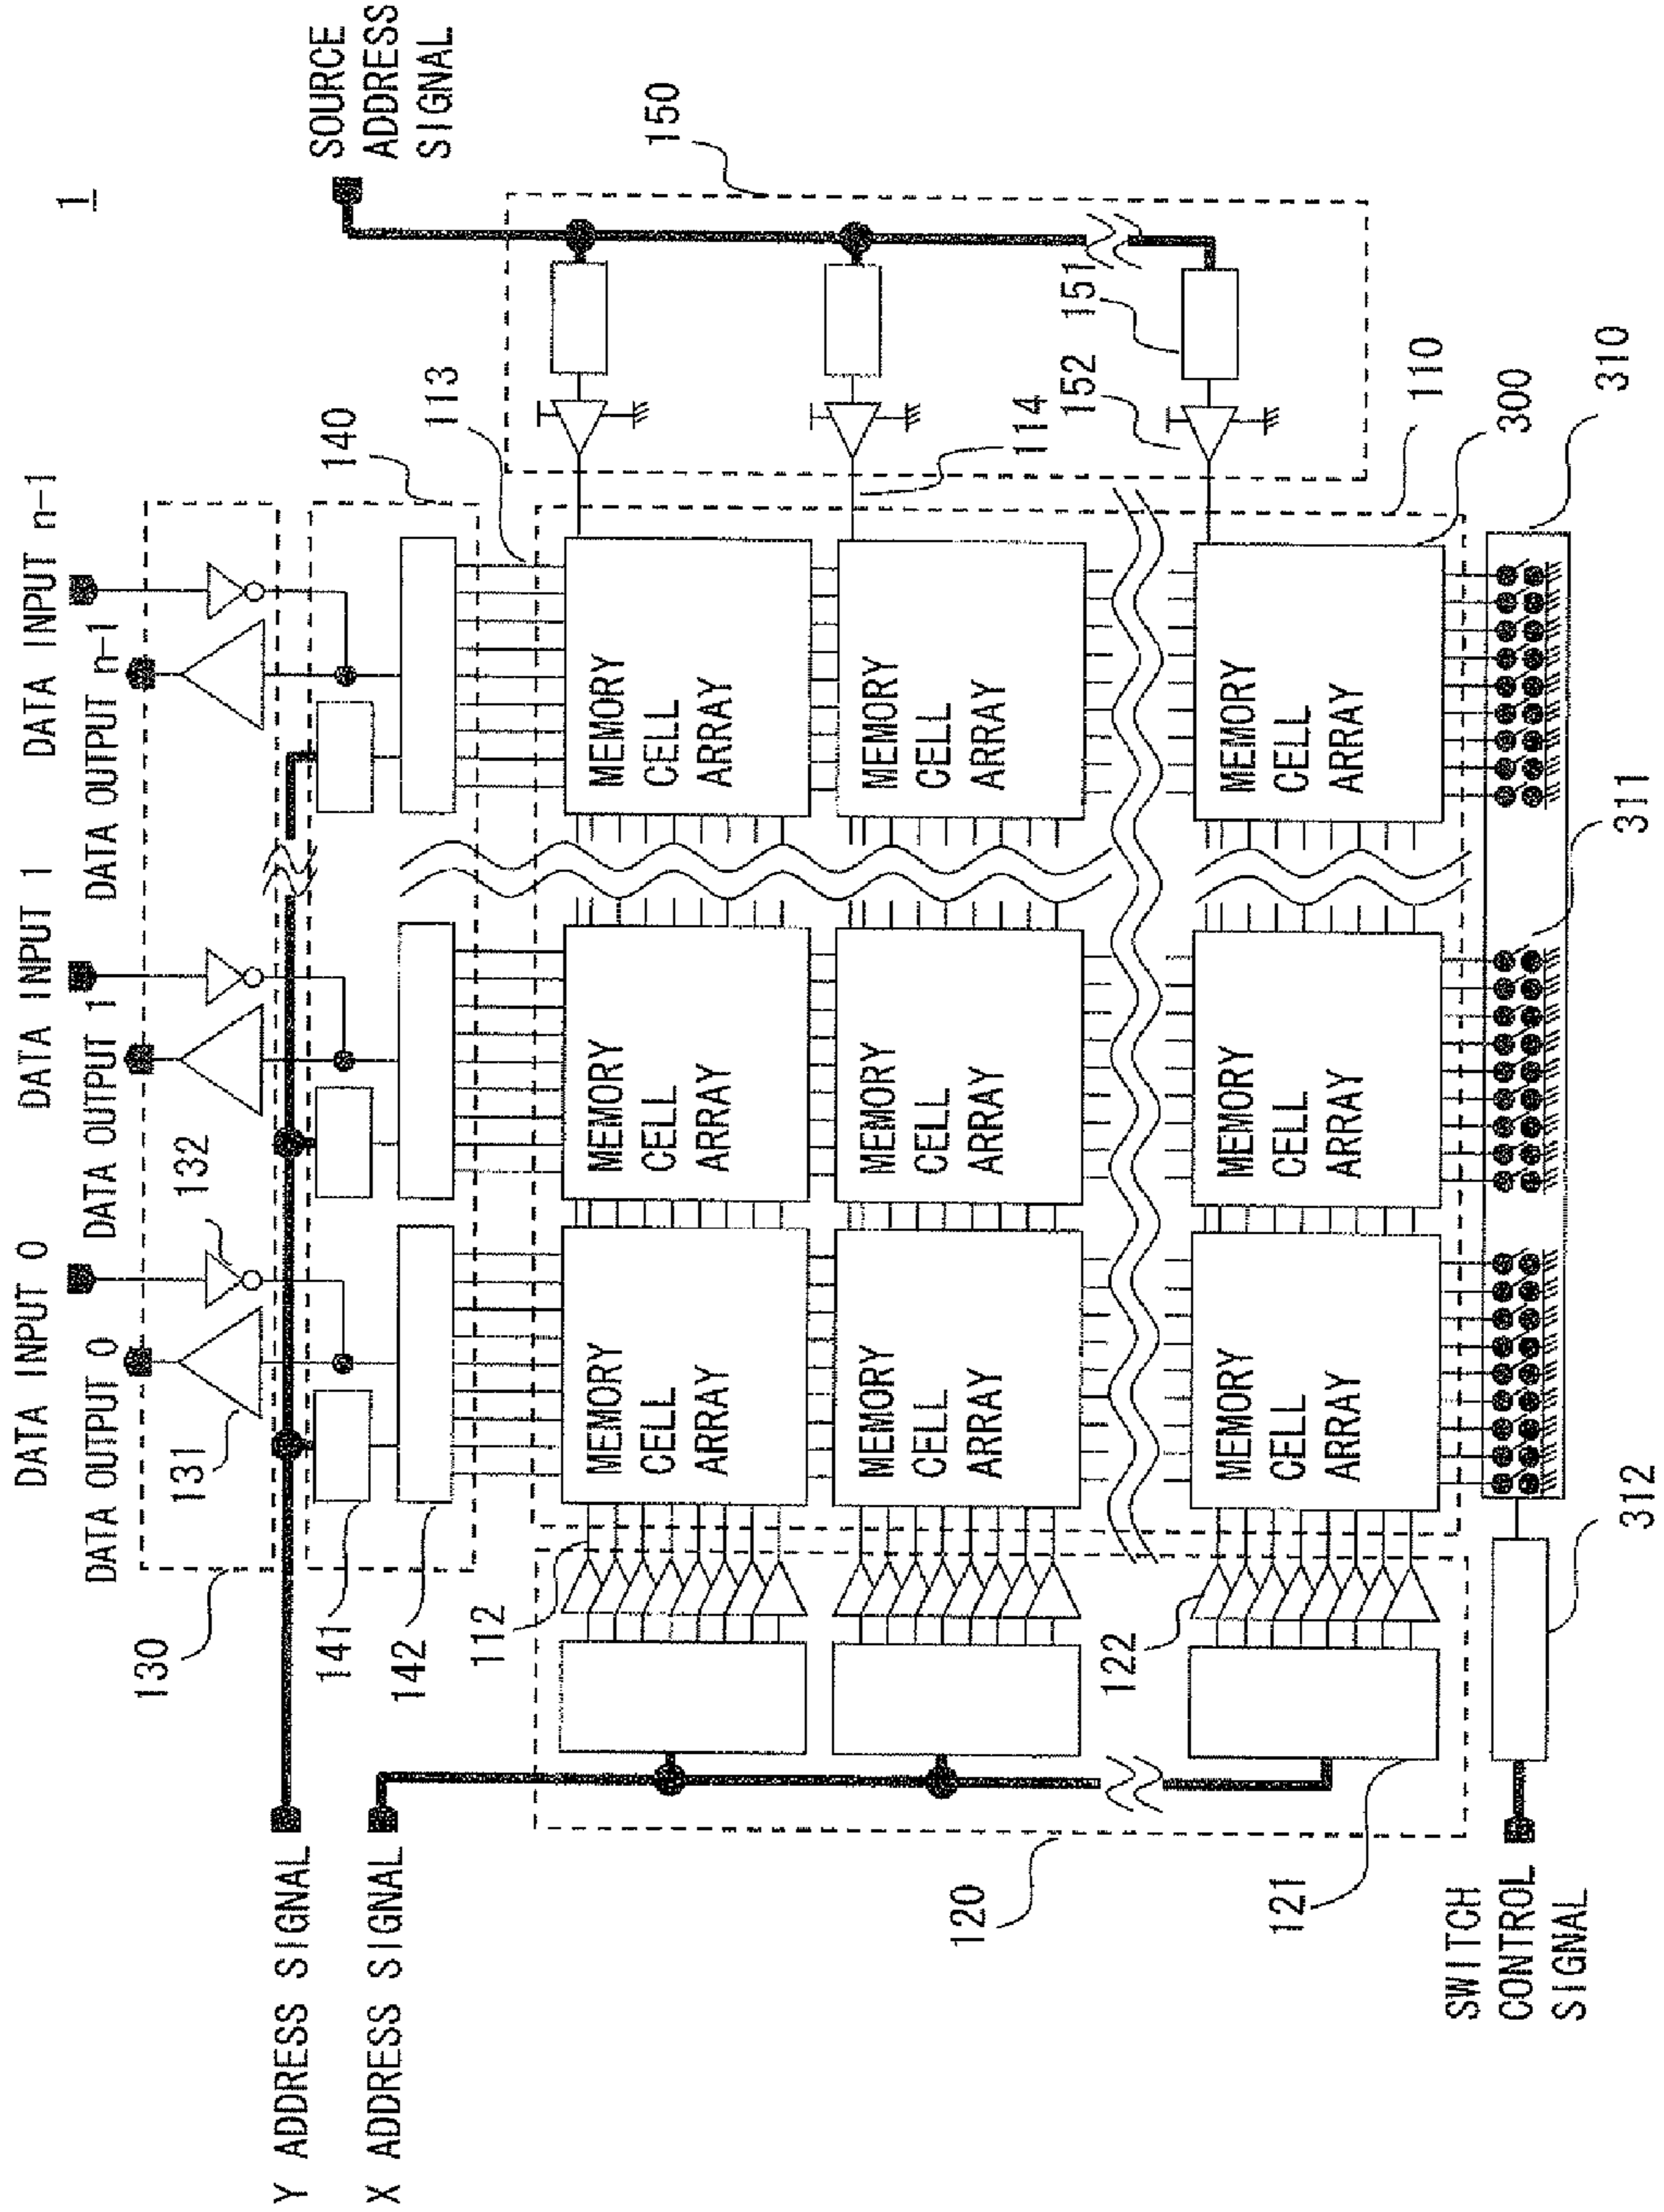 1
DATA INPUT 0
DATA INPUT 1
DATA INPUT n-1
DATA OUTPUT 0
DATA OUTPUT 1
DATA OUTPUT n-1
130
131
132
140
141
142
Y ADDRESS SIGNAL
X ADDRESS SIGNAL
SOURCE
ADDRESS
SIGNAL
112
113
150
MEMORY
CELL
ARRAY
MEMORY
CELL
ARRAY
MEMORY
CELL
ARRAY
MEMORY
CELL
ARRAY
MEMORY
CELL
ARRAY
MEMORY
CELL
ARRAY
114
120
122
152
151
MEMORY
CELL
ARRAY
MEMORY
CELL
ARRAY
MEMORY
CELL
ARRAY
121
110
300
310
SWITCH
CONTROL
SIGNAL
312
311